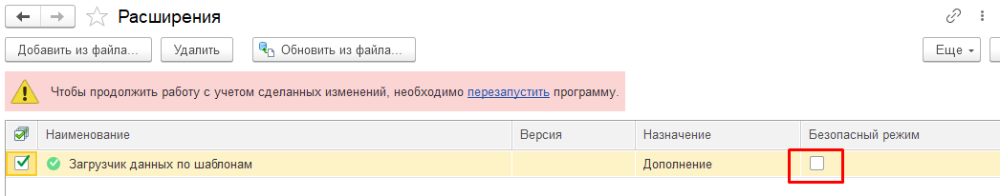 Расширения
Добавить из файла... Удалить Обновить из файла... Еще
Чтобы продолжить работу с учетом сделанных изменений, необходимо перезапустить программу.
Наименование Версия Назначение Безопасный режим
Загрузчик данных по шаблонам Дополнение